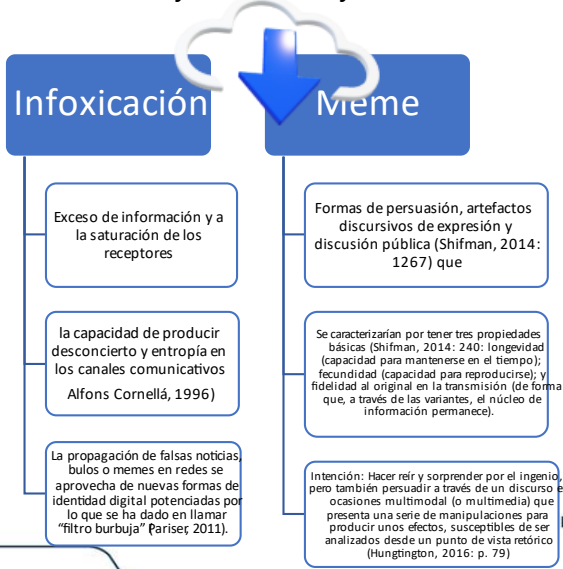 Infoxicación
Exceso de información y a
la saturación de los
receptores
la capacidad de producir
desconcierto y entropía en
los canales comunicativos
Alfons Cornellá, 1996)
La propagación de falsas noticias,
bulos o memes en redes se
aprovecha de nuevas formas de
identidad digital potenciadas por
lo que se ha dado en llamar
“filtro burbuja” (Pariser, 2011).
Meme
Formas de persuasión, artefactos
discursivos de expresión y
discusión pública (Shifman, 2014:
1267) que
Se caracterizarían por tener tres propiedades
básicas (Shifman, 2014: 240: longevidad
(capacidad para mantenerse en el tiempo);
fecundidad (capacidad para reproducirse); y
fidelidad al original en la transmisión (de forma
que, a través de las variantes, el núcleo de
información permanece).
Intención: Hacer reír y sorprender por el ingenio,
pero también persuadir a través de un discurso e
ocasiones multimodal (o multimedia) que
presenta una serie de manipulaciones para
producir unos efectos, susceptibles de ser
analizados desde un punto de vista retórico
(Hungtington, 2016: p. 79)